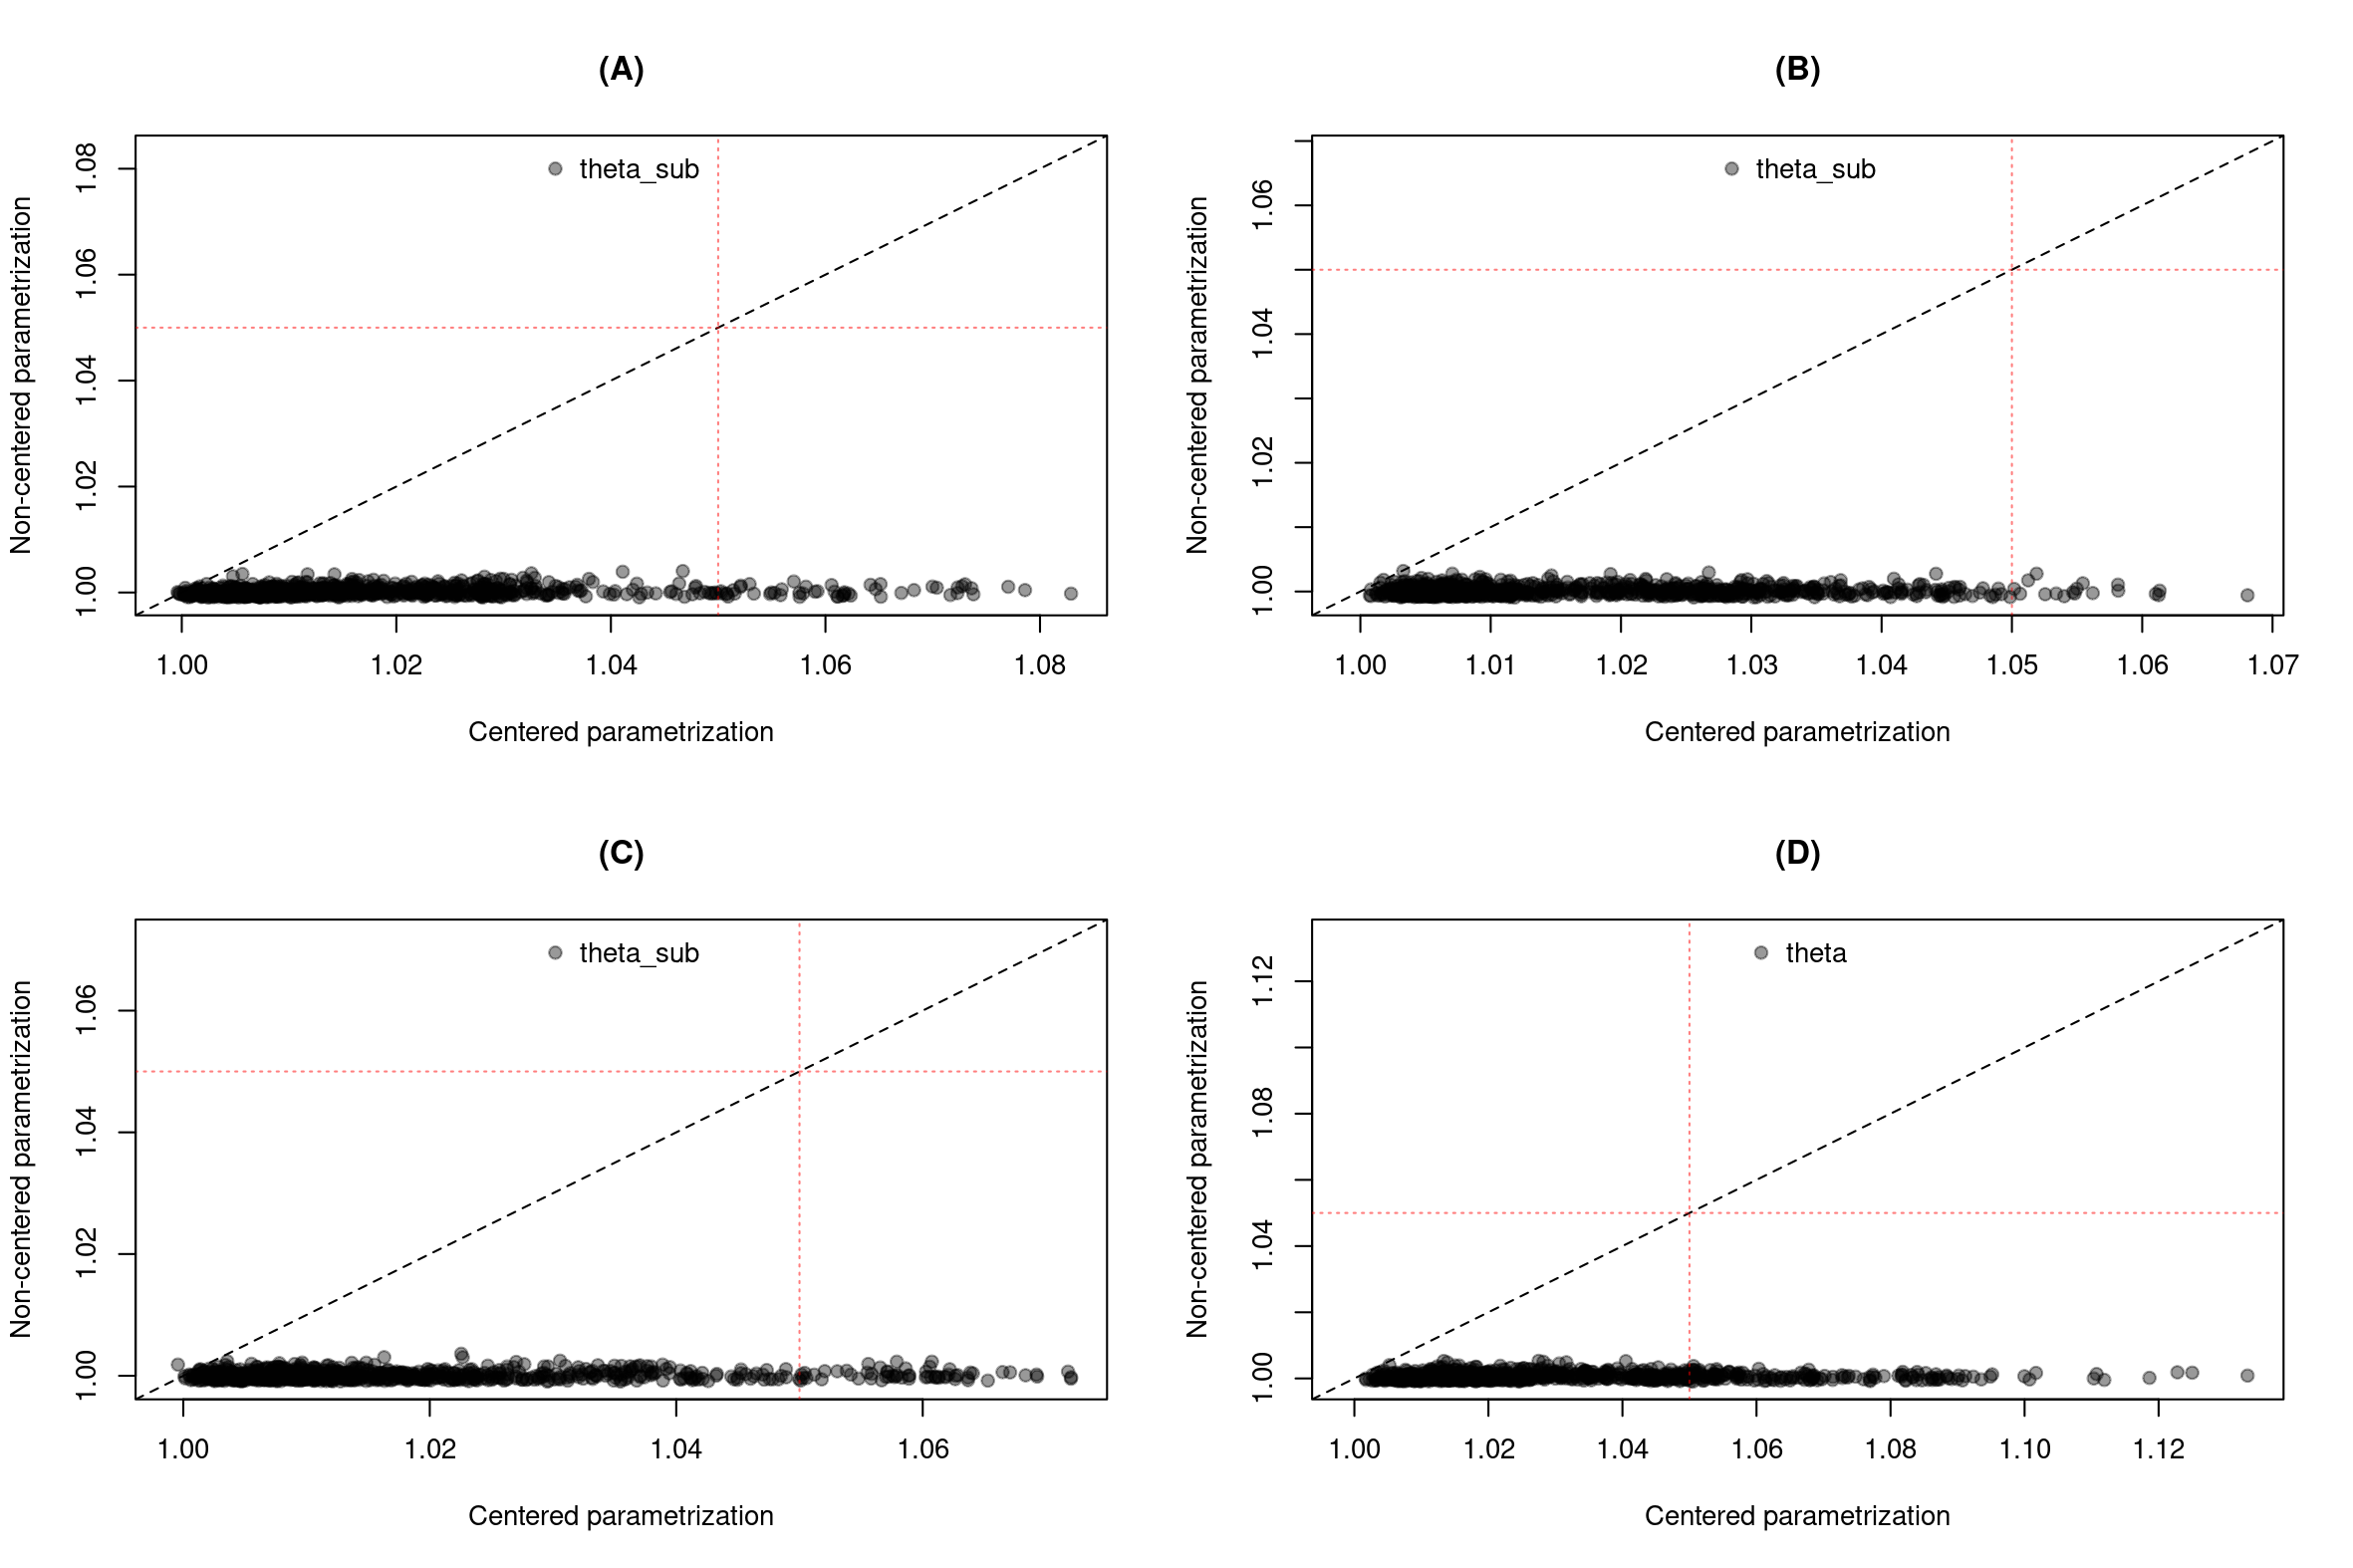 (A)
theta_sub
Non-centered parametrization
1.00 1.02 1.04 1.06 1.08
1.00 1.02 1.04 1.06 1.08
Centered parametrization
(B)
theta_sub
Non-centered parametrization
1.00 1.02 1.04 1.06
1.00 1.01 1.02 1.03 1.04 1.05 1.06 1.07
Centered parametrization
(C)
theta_sub
Non-centered parametrization
1.00 1.02 1.04 1.06
1.00 1.02 1.04 1.06
Centered parametrization
(D)
theta
Non-centered parametrization
1.00 1.04 1.08 1.12
1.00 1.02 1.04 1.06 1.08 1.10 1.12
Centered parametrization